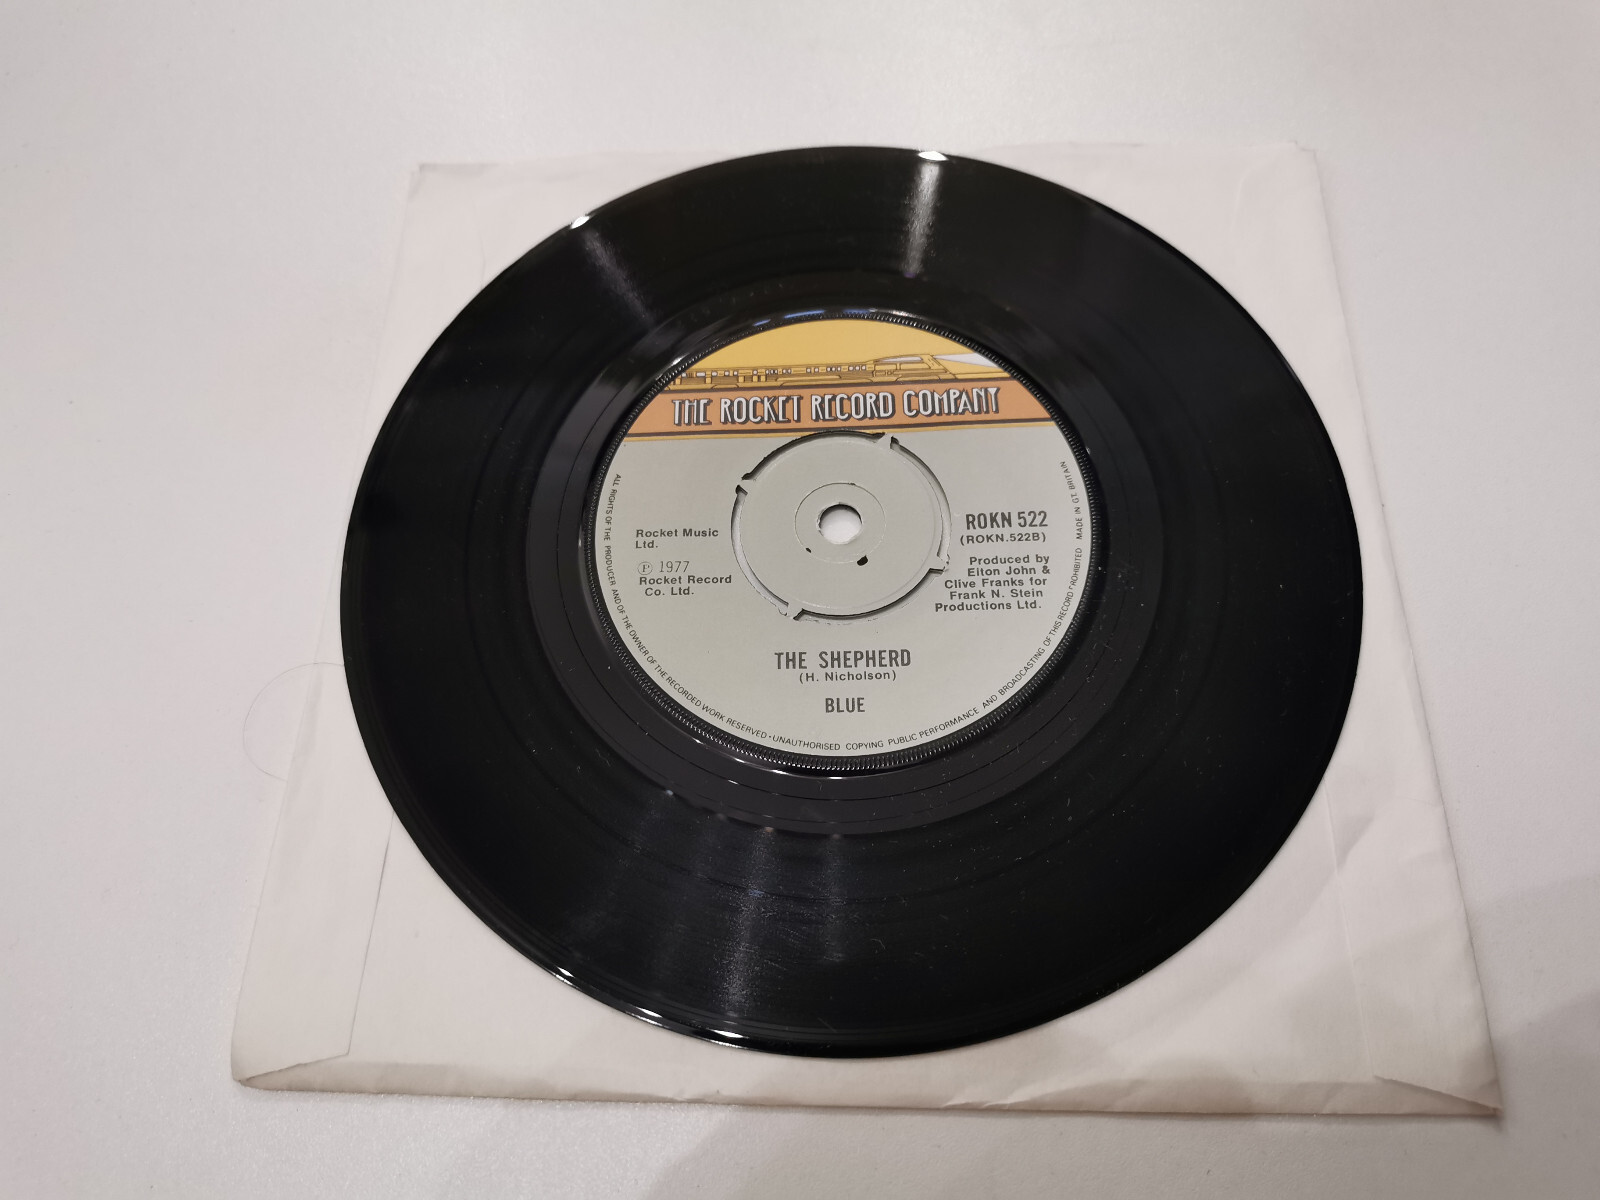 THE ROCKET RECORD COMPANY
Rocket Music
Ltd.
℗ 1977
Rocket Record
Co. Ltd.
ROKN 522
(ROKN.522B)
Produced by
Elton John &
Clive Franks for
Frank N. Stein
Productions Ltd.
THE SHEPHERD
(H. Nicholson)
BLUE
ALL RIGHTS OF THE PRODUCER AND OF THE OWNER OF THE RECORDED WORK RESERVED · UNAUTHORISED COPYING PUBLIC PERFORMANCE AND BROADCASTING OF THIS RECORD PROHIBITED MADE IN GT. BRITAIN